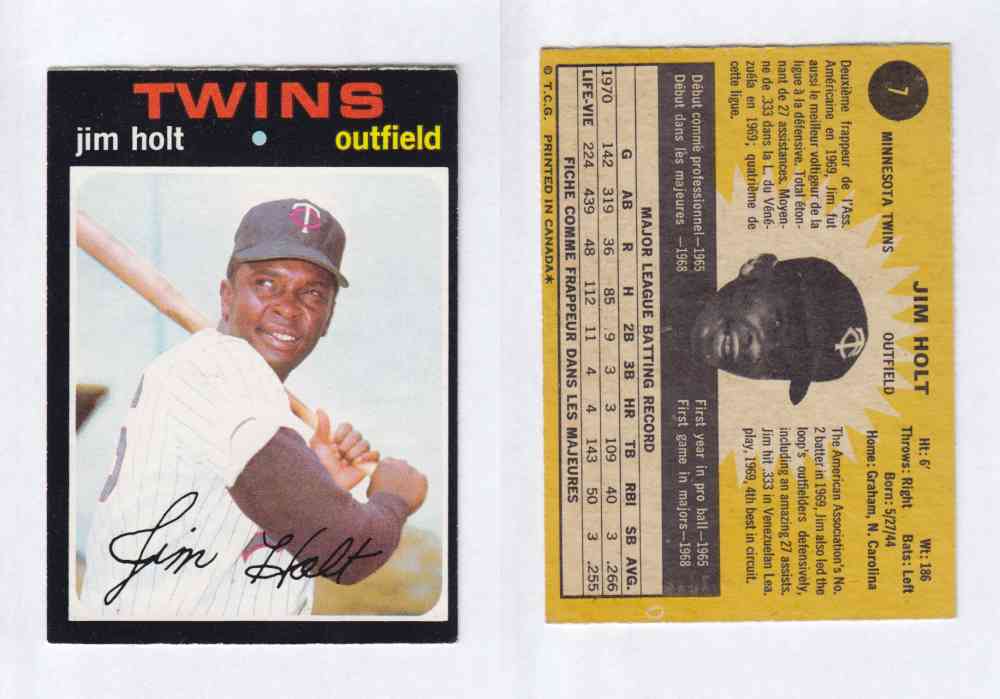 TWINS
jim holt outfield
T
Jim Holt
7
MINNESOTA TWINS
JIM HOLT
OUTFIELD
Ht: 6' Wt: 186
Throws: Right Bats: Left
Born: 5/27/44
Home: Graham, N. Carolina
Deuxième frappeur de l'Ass.
Américaine en 1969, Jim fut
aussi le meilleur voltigeur de la
ligue à la défensive. Total éton-
nant de 27 assistances. Moyen-
ne de 333 dans la L. du Véné-
zuéla en 1969; quatrième de
cette ligue.
The American Association's No.
2 batter in 1969, Jim also led the
loop's outfielders defensively,
including an amazing 27 assists.
Jim hit .333 in Venezuelan Lea.
play, 1969, 4th best in circuit.
TC
Début comme professionnel—1965
Début dans les majeures —1968
First year in pro ball—1965
First game in majors—1968
MAJOR LEAGUE BATTING RECORD
G AB R H 2B 3B HR TB RBI SB AVG.
1970 142 319 36 85 9 3 3 109 40 3 .266
LIFE-VIE 224 439 48 112 11 4 4 143 50 3 .255
FICHE COMME FRAPPEUR DANS LES MAJEURES
© T.C.G. PRINTED IN CANADA*